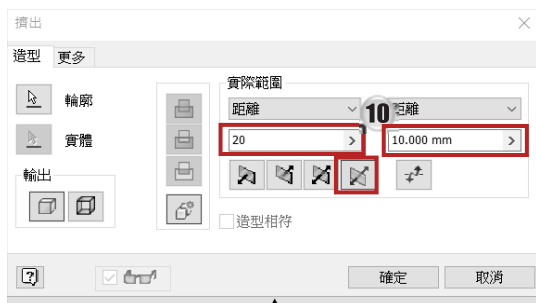 擠出
造型 更多
輪廓
實體
輸出
實際範圍
距離 10 距離
20 10.000 mm
造型相符
確定 取消